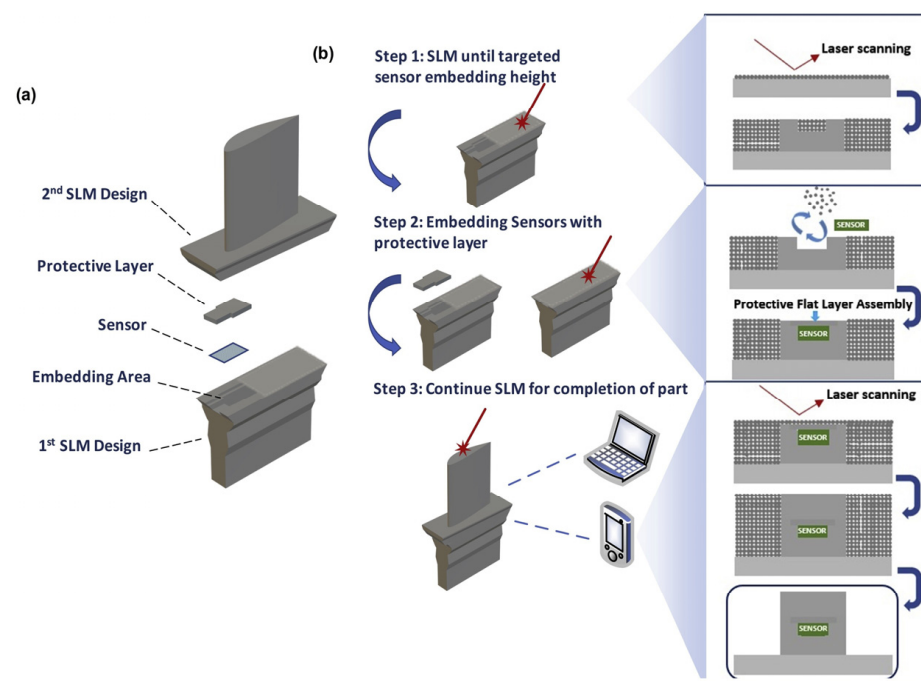 (a)
2nd SLM Design
Protective Layer
Sensor
Embedding Area
1st SLM Design
(b)
Step 1: SLM until targeted
sensor embedding height
Step 2: Embedding Sensors with
protective layer
Step 3: Continue SLM for completion of part
Laser scanning
SENSOR
Protective Flat Layer Assembly
SENSOR
Laser scanning
SENSOR
SENSOR
SENSOR